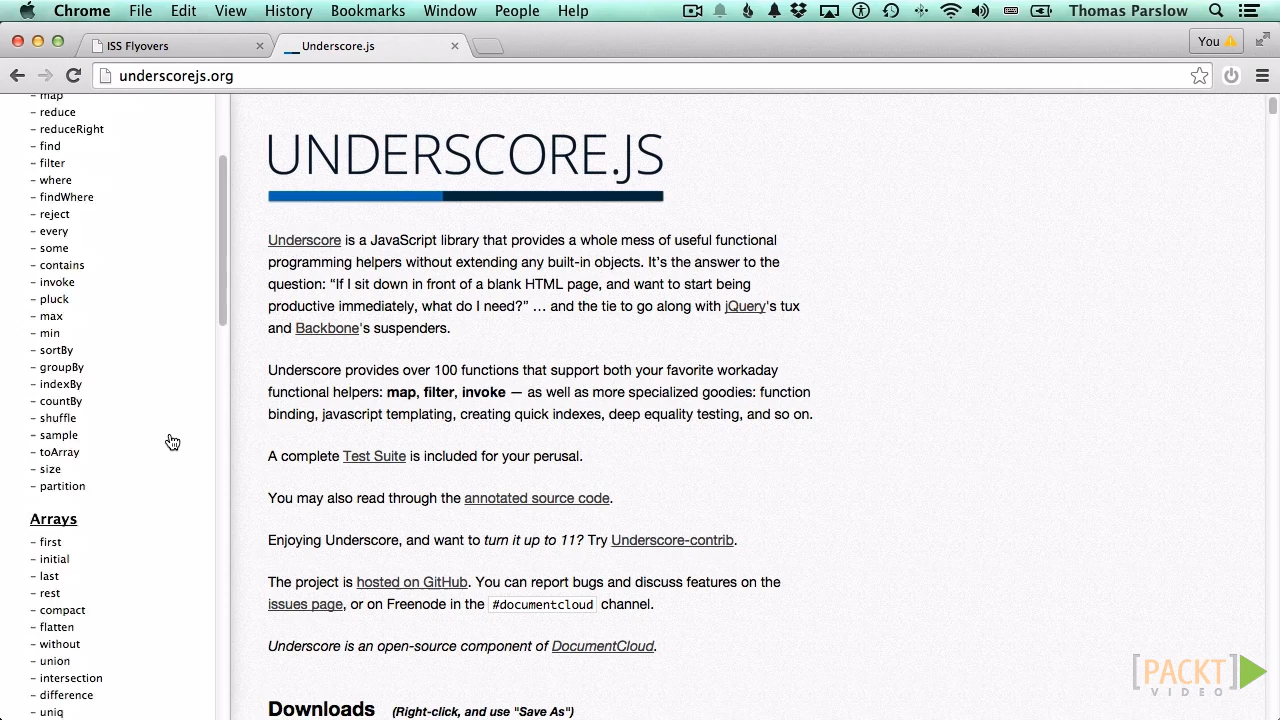 Chrome File Edit View History Bookmarks Window People Help Thomas Parslow
ISS Flyovers
Underscore.js
You
underscorejs.org
– map
– reduce
– reduceRight
– find
– filter
– where
– findWhere
– reject
– every
– some
– contains
– invoke
– pluck
– max
– min
– sortBy
– groupBy
– indexBy
– countBy
– shuffle
– sample
– toArray
– size
– partition
Arrays
– first
– initial
– last
– rest
– compact
– flatten
– without
– union
– intersection
– difference
– uniq
UNDERSCORE.JS
Underscore is a JavaScript library that provides a whole mess of useful functional
programming helpers without extending any built-in objects. It's the answer to the
question: “If I sit down in front of a blank HTML page, and want to start being
productive immediately, what do I need?” … and the tie to go along with jQuery's tux
and Backbone's suspenders.
Underscore provides over 100 functions that support both your favorite workaday
functional helpers: map, filter, invoke — as well as more specialized goodies: function
binding, javascript templating, creating quick indexes, deep equality testing, and so on.
A complete Test Suite is included for your perusal.
You may also read through the annotated source code.
Enjoying Underscore, and want to turn it up to 11? Try Underscore-contrib.
The project is hosted on GitHub. You can report bugs and discuss features on the
issues page, or on Freenode in the #documentcloud channel.
Underscore is an open-source component of DocumentCloud.
Downloads (Right-click, and use "Save As")
[PACKT]
VIDEO